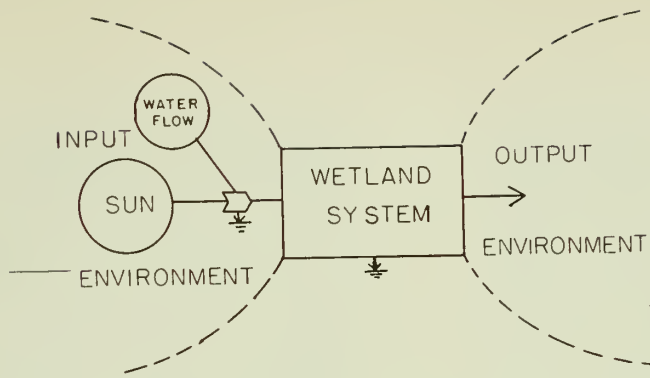 WATER
FLOW
INPUT
SUN
ENVIRONMENT
WETLAND
SYSTEM
OUTPUT
ENVIRONMENT